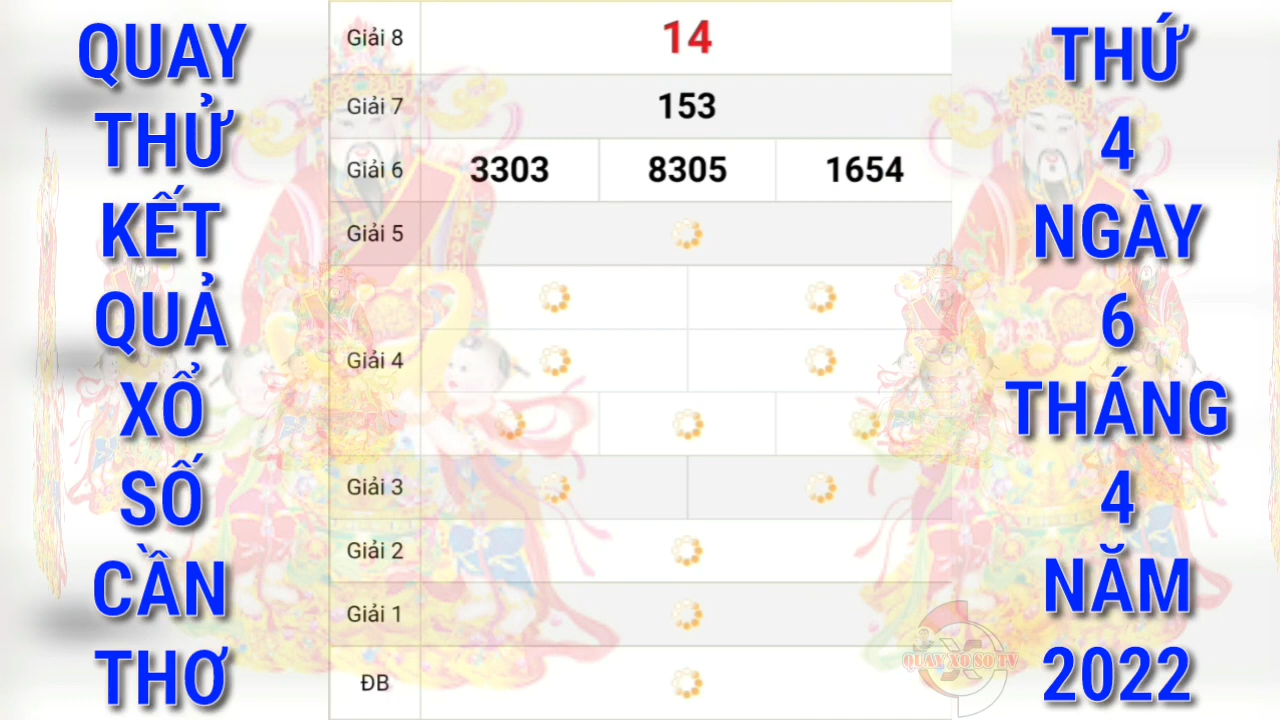 QUAY
THỬ
KẾT
QUẢ
XỔ
SỐ
CẦN
THƠ
Giải 8 14
Giải 7 153
Giải 6 3303 8305 1654
Giải 5
Giải 4
Giải 3
Giải 2
Giải 1
ĐB
THỨ
4
NGÀY
6
THÁNG
4
NĂM
2022
QUAY XO SO TV